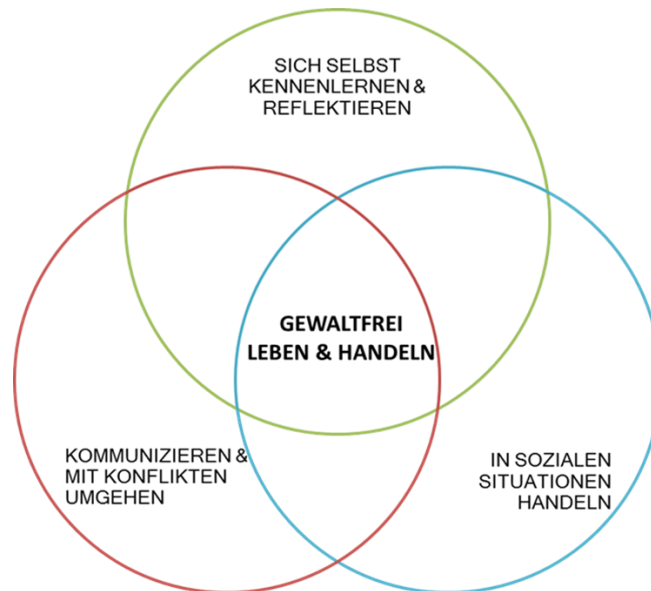 SICH SELBST
KENNENLERNEN &
REFLEKTIEREN
GEWALTFREI
LEBEN & HANDELN
KOMMUNIZIEREN &
MIT KONFLIKTEN
UMGEHEN
IN SOZIALEN
SITUATIONEN
HANDELN